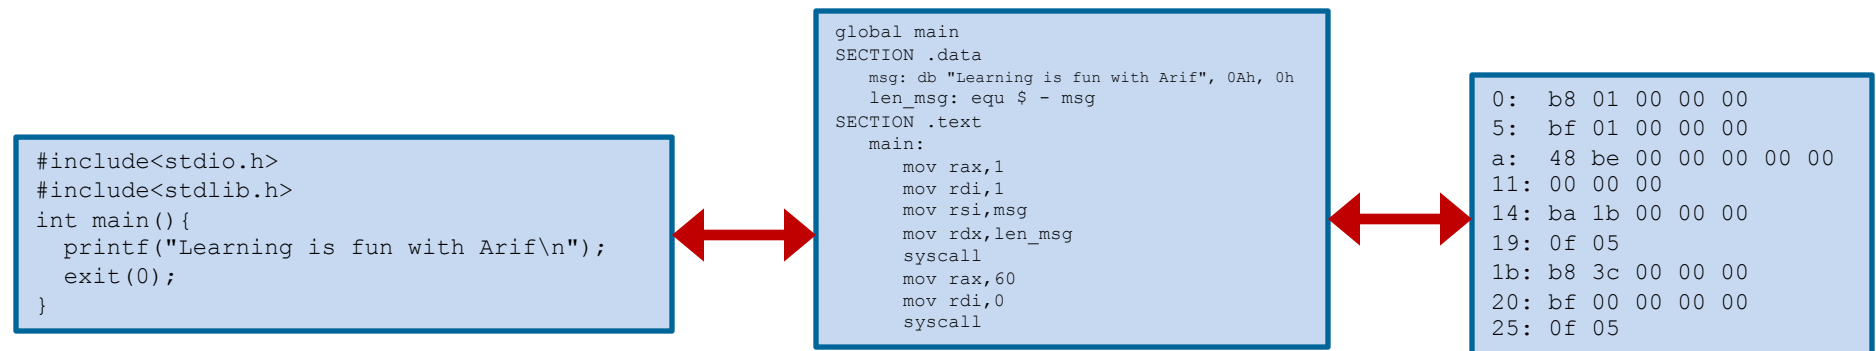 #include<stdio.h>
#include<stdlib.h>
int main(){
  printf("Learning is fun with Arif\n");
  exit(0);
}
global main
SECTION .data
   msg: db "Learning is fun with Arif", 0Ah, 0h
   len_msg: equ $ - msg
SECTION .text
   main:
      mov rax,1
      mov rdi,1
      mov rsi,msg
      mov rdx,len_msg
      syscall
      mov rax,60
      mov rdi,0
      syscall
0:  b8 01 00 00 00
5:  bf 01 00 00 00
a:  48 be 00 00 00 00 00
11: 00 00 00
14: ba 1b 00 00 00
19: 0f 05
1b: b8 3c 00 00 00
20: bf 00 00 00 00
25: 0f 05